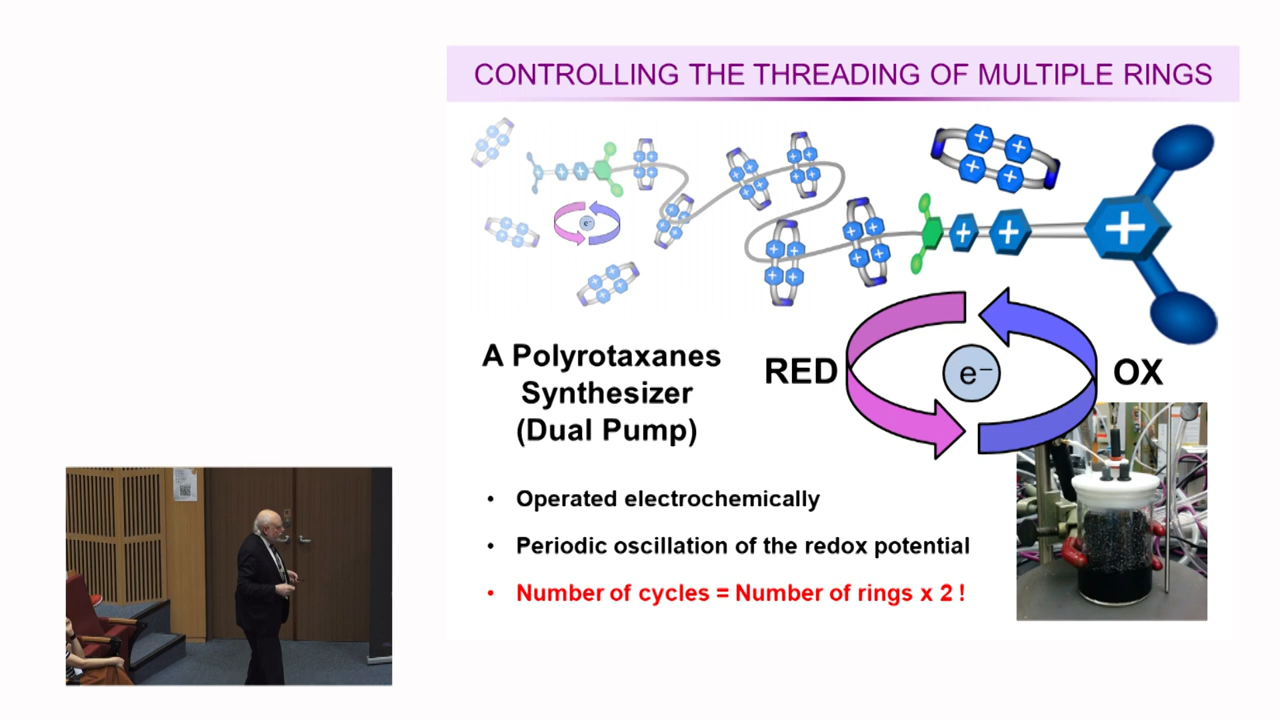 CONTROLLING THE THREADING OF MULTIPLE RINGS
A Polyrotaxanes
Synthesizer
(Dual Pump)
RED
e⁻
OX
• Operated electrochemically
• Periodic oscillation of the redox potential
• Number of cycles = Number of rings x 2 !